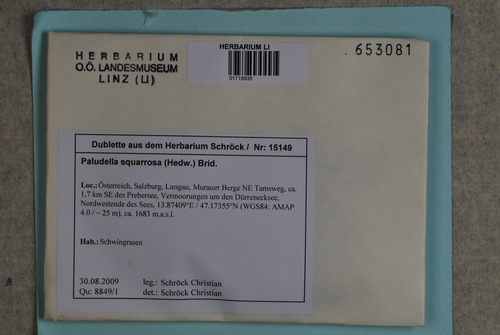 HERBARIUM
O.Ö. LANDESMUSEUM
LINZ (LI)
HERBARIUM LI
01718935
653081
Dublette aus dem Herbarium Schröck / Nr: 15149
Paludella squarrosa (Hedw.) Brid.
Loc.: Österreich, Salzburg, Lungau, Murauer Berge NE Tamsweg, ca.
1,7 km SE des Prebersee, Vermoorungen um den Dürrenecksee,
Nordwestende des Sees, 13.87409°E / 47.17355°N (WGS84: AMAP
4.0 / ~ 25 m), ca. 1683 m.a.s.l.
Hab.: Schwingrasen
30.08.2009 leg.: Schröck Christian
Qu: 8849/1 det.: Schröck Christian